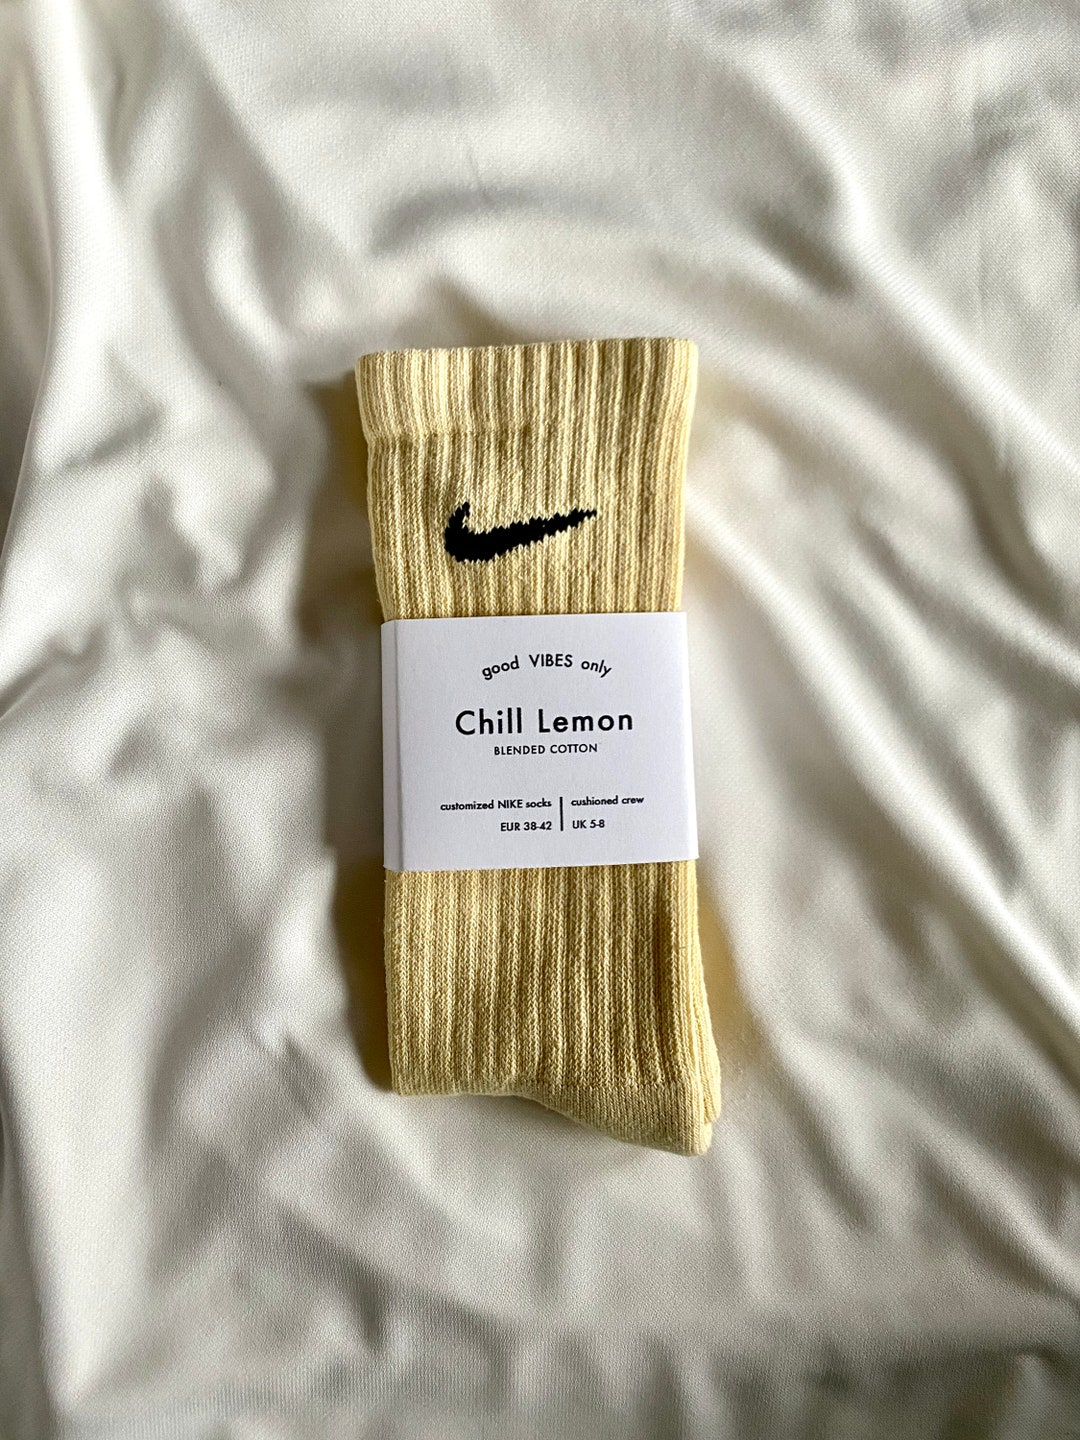 good VIBES only
Chill Lemon
BLENDED COTTON
customized NIKE socks | cushioned crew
EUR 38-42 | UK 5-8